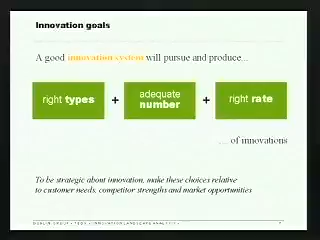 Innovation goals
A good innovation system will pursue and produce...
right types + adequate number + right rate
... of innovations
To be strategic about innovation, make these choices relative
to customer needs, competitor strengths and market opportunities